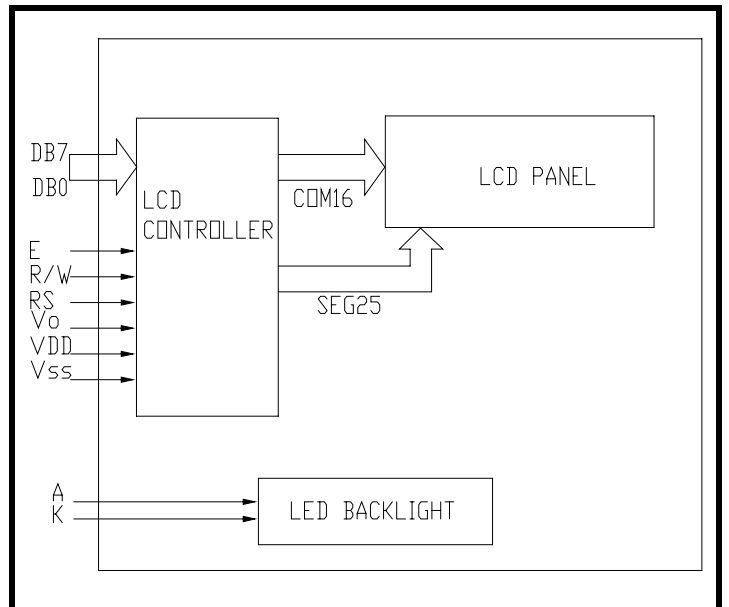 DB7
DB0
LCD
CONTROLLER
COM16
LCD PANEL
E
R/W
RS
Vo
VDD
Vss
SEG25
A
K
LED BACKLIGHT